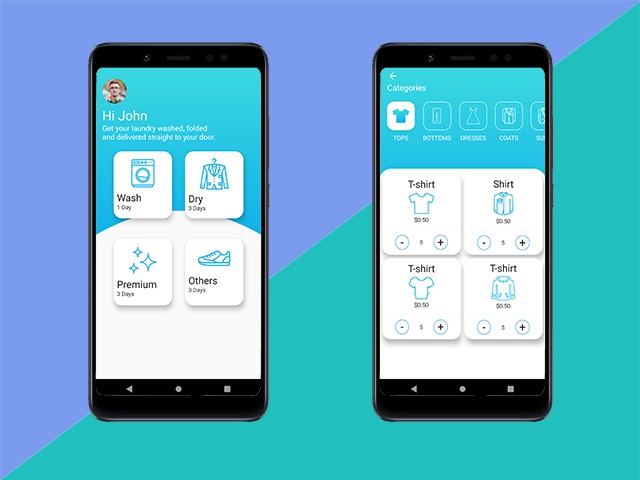 Hi John
Get your laundry washed, folded
and delivered straight to your door.
Wash
1 Day
Dry
3 Days
Premium
3 Days
Others
3 Days
Categories
TOPS
BOTTOMS
DRESSES
COATS
SU
T-shirt
$0.50
- 5 +
Shirt
$0.50
- 5 +
T-shirt
$0.50
- 5 +
T-shirt
$0.50
- 5 +